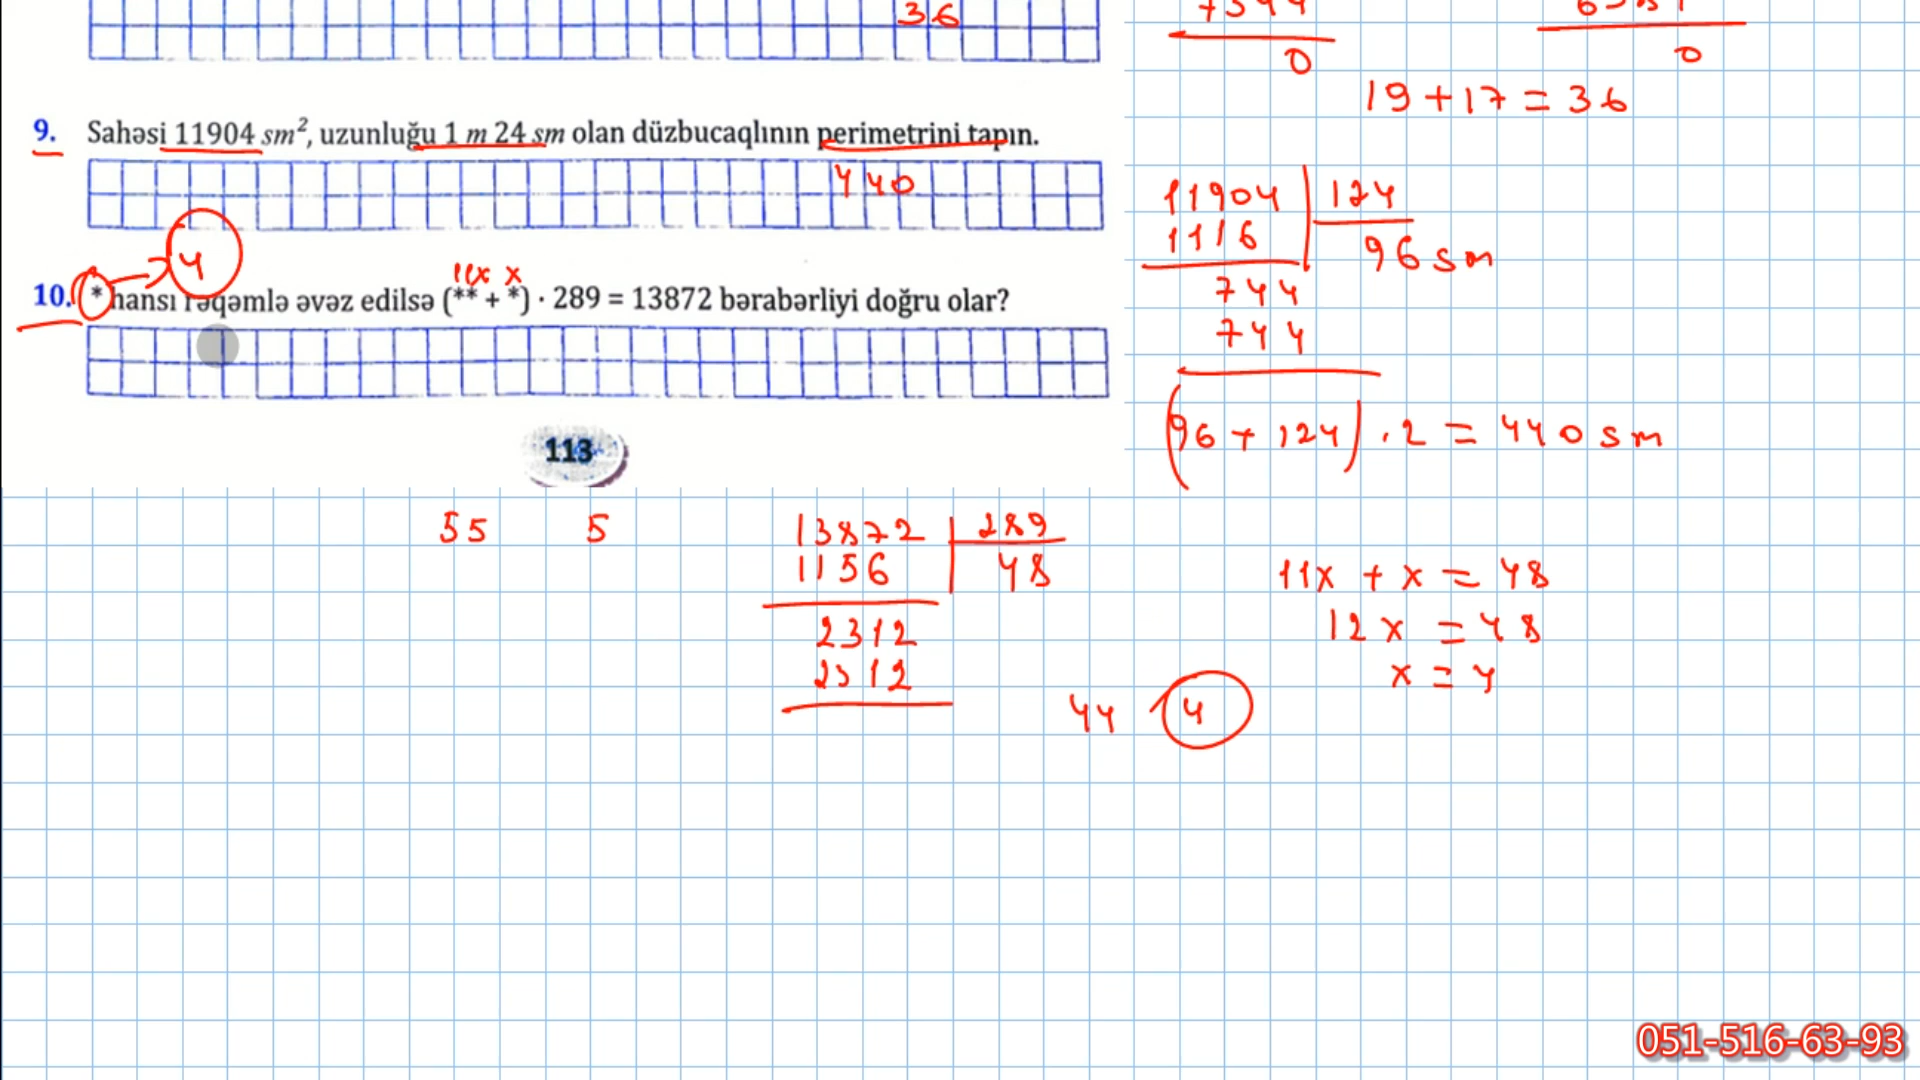 36
0
0
19+17=36
9. Sahəsi 11904 sm², uzunluğu 1 m 24 sm olan düzbucaqlının perimetrini tapın.
440
11904 | 124
1116
96 sm
744
744
4
11x x
10. * hansı rəqəmlə əvəz edilsə (** + *) · 289 = 13872 bərabərliyi doğru olar?
(96+124) · 2 = 440 sm
113
55 5
13872 | 289
1156 | 48
2312
2312
11x + x = 48
12x = 48
x = 4
44 4
051-516-63-93